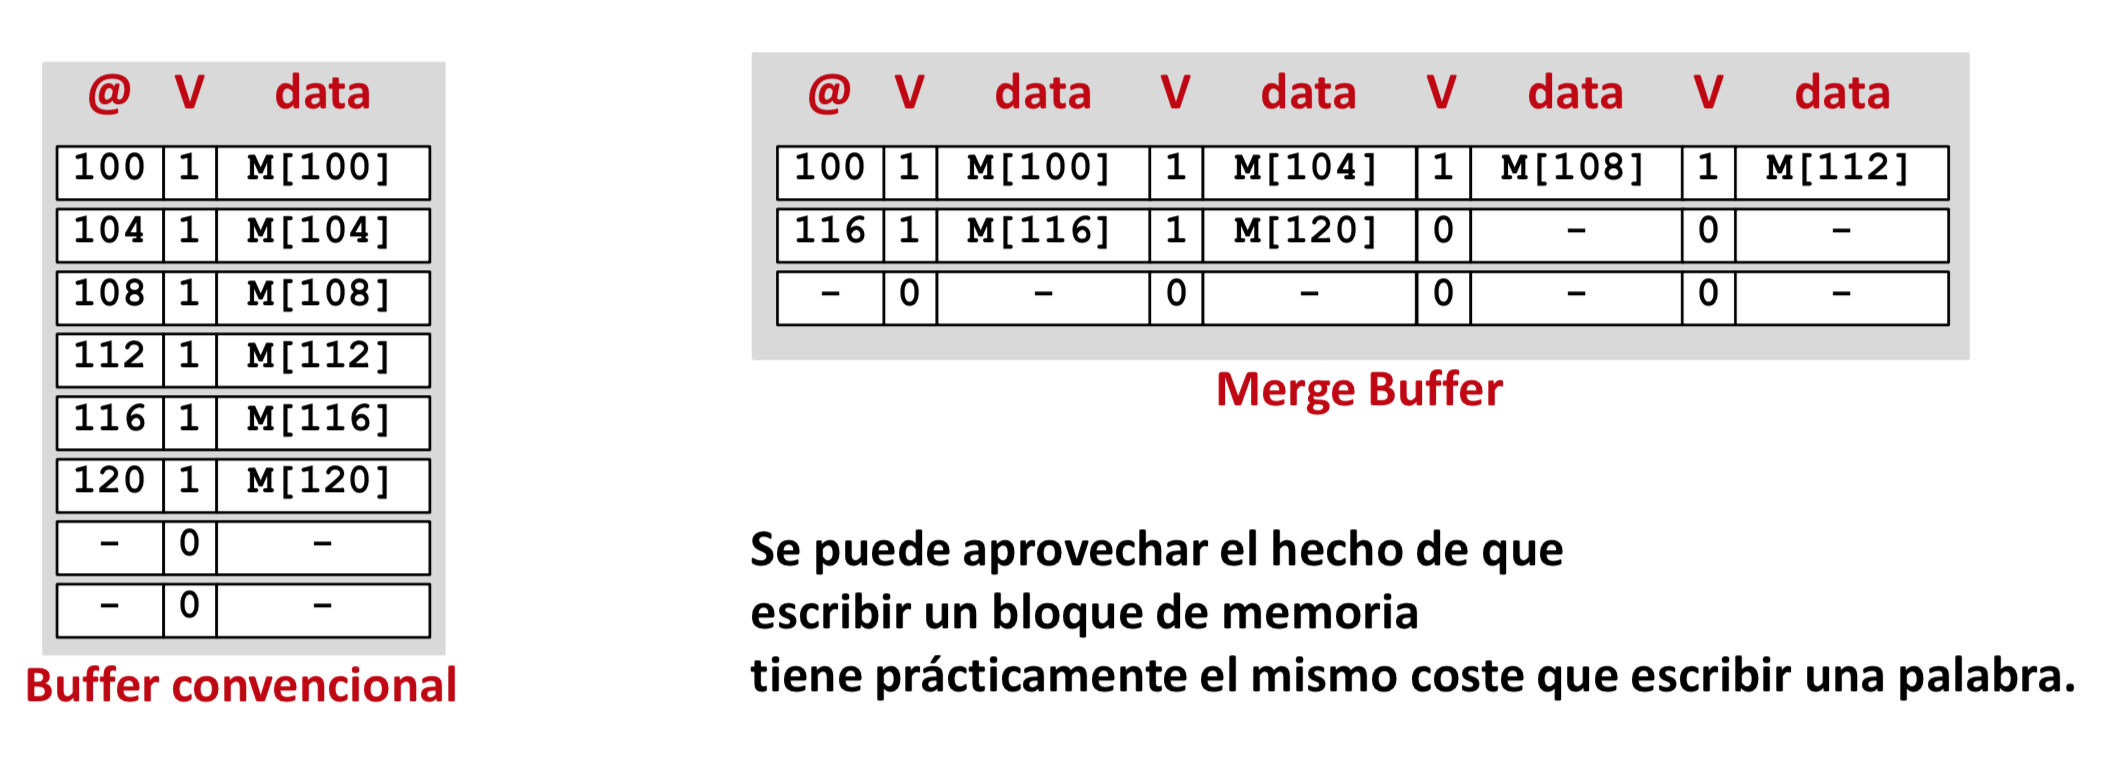 @ V data
100 1 M[100]
104 1 M[104]
108 1 M[108]
112 1 M[112]
116 1 M[116]
120 1 M[120]
- 0 -
- 0 -
Buffer convencional
@ V data V data V data V data
100 1 M[100] 1 M[104] 1 M[108] 1 M[112]
116 1 M[116] 1 M[120] 0 - 0 -
- 0 - 0 - 0 - 0 -
Merge Buffer
Se puede aprovechar el hecho de que
escribir un bloque de memoria
tiene prácticamente el mismo coste que escribir una palabra.